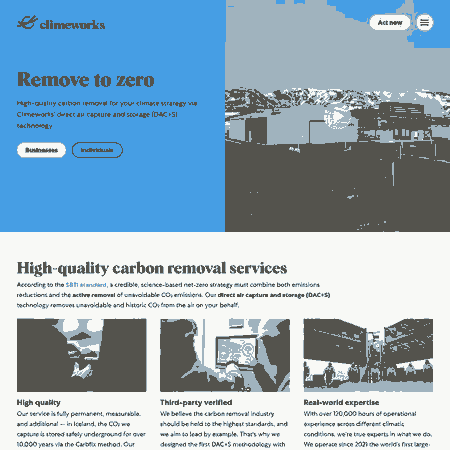 climeworks
Act now
Remove to zero
High-quality carbon removal for your climate strategy via
Climeworks' direct air capture and storage (DAC+S)
technology
Businesses
Individuals
High-quality carbon removal services
According to the SBTi standard, a credible, science-based net-zero strategy must combine both emissions
reductions and the active removal of unavoidable CO₂ emissions. Our direct air capture and storage (DAC+S)
technology removes unavoidable and historic CO₂ from the air on your behalf.
High quality
Our service is fully permanent, measurable,
and additional – in Iceland, the CO₂ we
capture is stored safely underground for over
10,000 years via the Carbfix method. Our
Third-party verified
We believe the carbon removal industry
should be held to the highest standards, and
we aim to lead by example. That's why we
designed the first DAC+S methodology with
Real-world expertise
With over 120,000 hours of operational
experience across different climatic
conditions, we're true experts in what we do.
We operate since 2021 the world's first large-